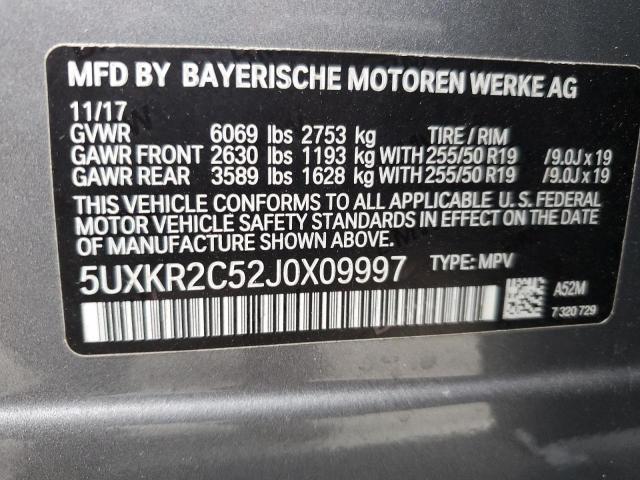 MFD BY BAYERISCHE MOTOREN WERKE AG
11/17
GVWR 6069 lbs 2753 kg TIRE / RIM
GAWR FRONT 2630 lbs 1193 kg WITH 255/50 R19 /9.0J x 19
GAWR REAR 3589 lbs 1628 kg WITH 255/50 R19 /9.0J x 19
THIS VEHICLE CONFORMS TO ALL APPLICABLE U. S. FEDERAL
MOTOR VEHICLE SAFETY STANDARDS IN EFFECT ON THE DATE OF
MANUFACTURE SHOWN ABOVE.
5UXKR2C52J0X09997 TYPE: MPV
A52M
7 320 729